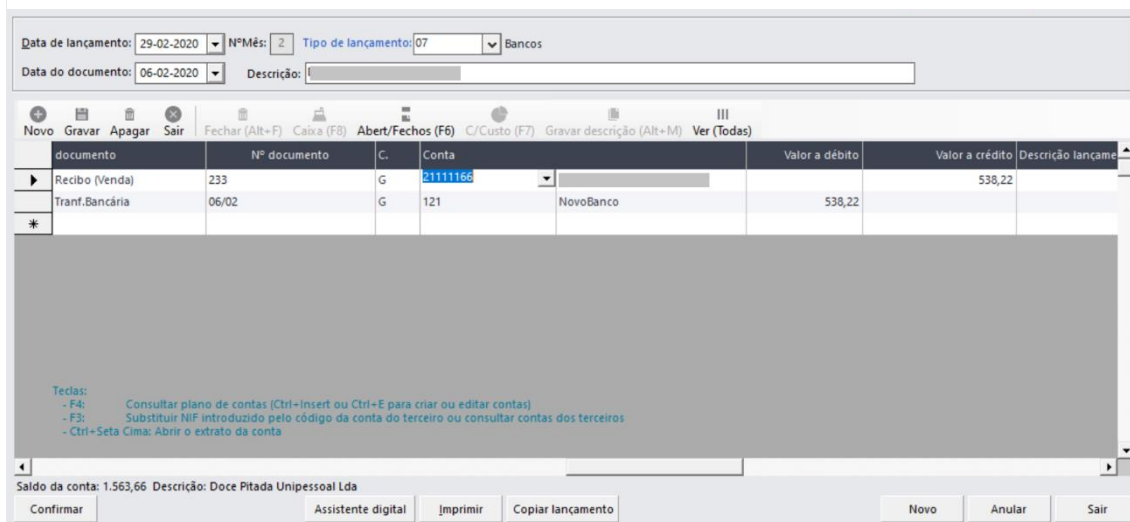 Data de lançamento: 29-02-2020 NºMês: 2 Tipo de lançamento: 07 Bancos
Data do documento: 06-02-2020 Descrição:
Novo Gravar Apagar Sair Fechar (Alt+F) Caixa (F8) Abert/Fechos (F6) C/Custo (F7) Gravar descrição (Alt+M) Ver (Todas)
documento Nº documento C. Conta Valor a débito Valor a crédito Descrição lançame
Recibo (Venda) 233 G 21111166 538,22
Tranf.Bancária 06/02 G 121 NovoBanco 538,22
Teclas:
- F4: Consultar plano de contas (Ctrl+Insert ou Ctrl+E para criar ou editar contas)
- F3: Substituir NIF introduzido pelo código da conta do terceiro ou consultar contas dos terceiros
- Ctrl+Seta Cima: Abrir o extrato da conta
Saldo da conta: 1.563,66 Descrição: Doce Pitada Unipessoal Lda
Confirmar Assistente digital Imprimir Copiar lançamento Novo Anular Sair